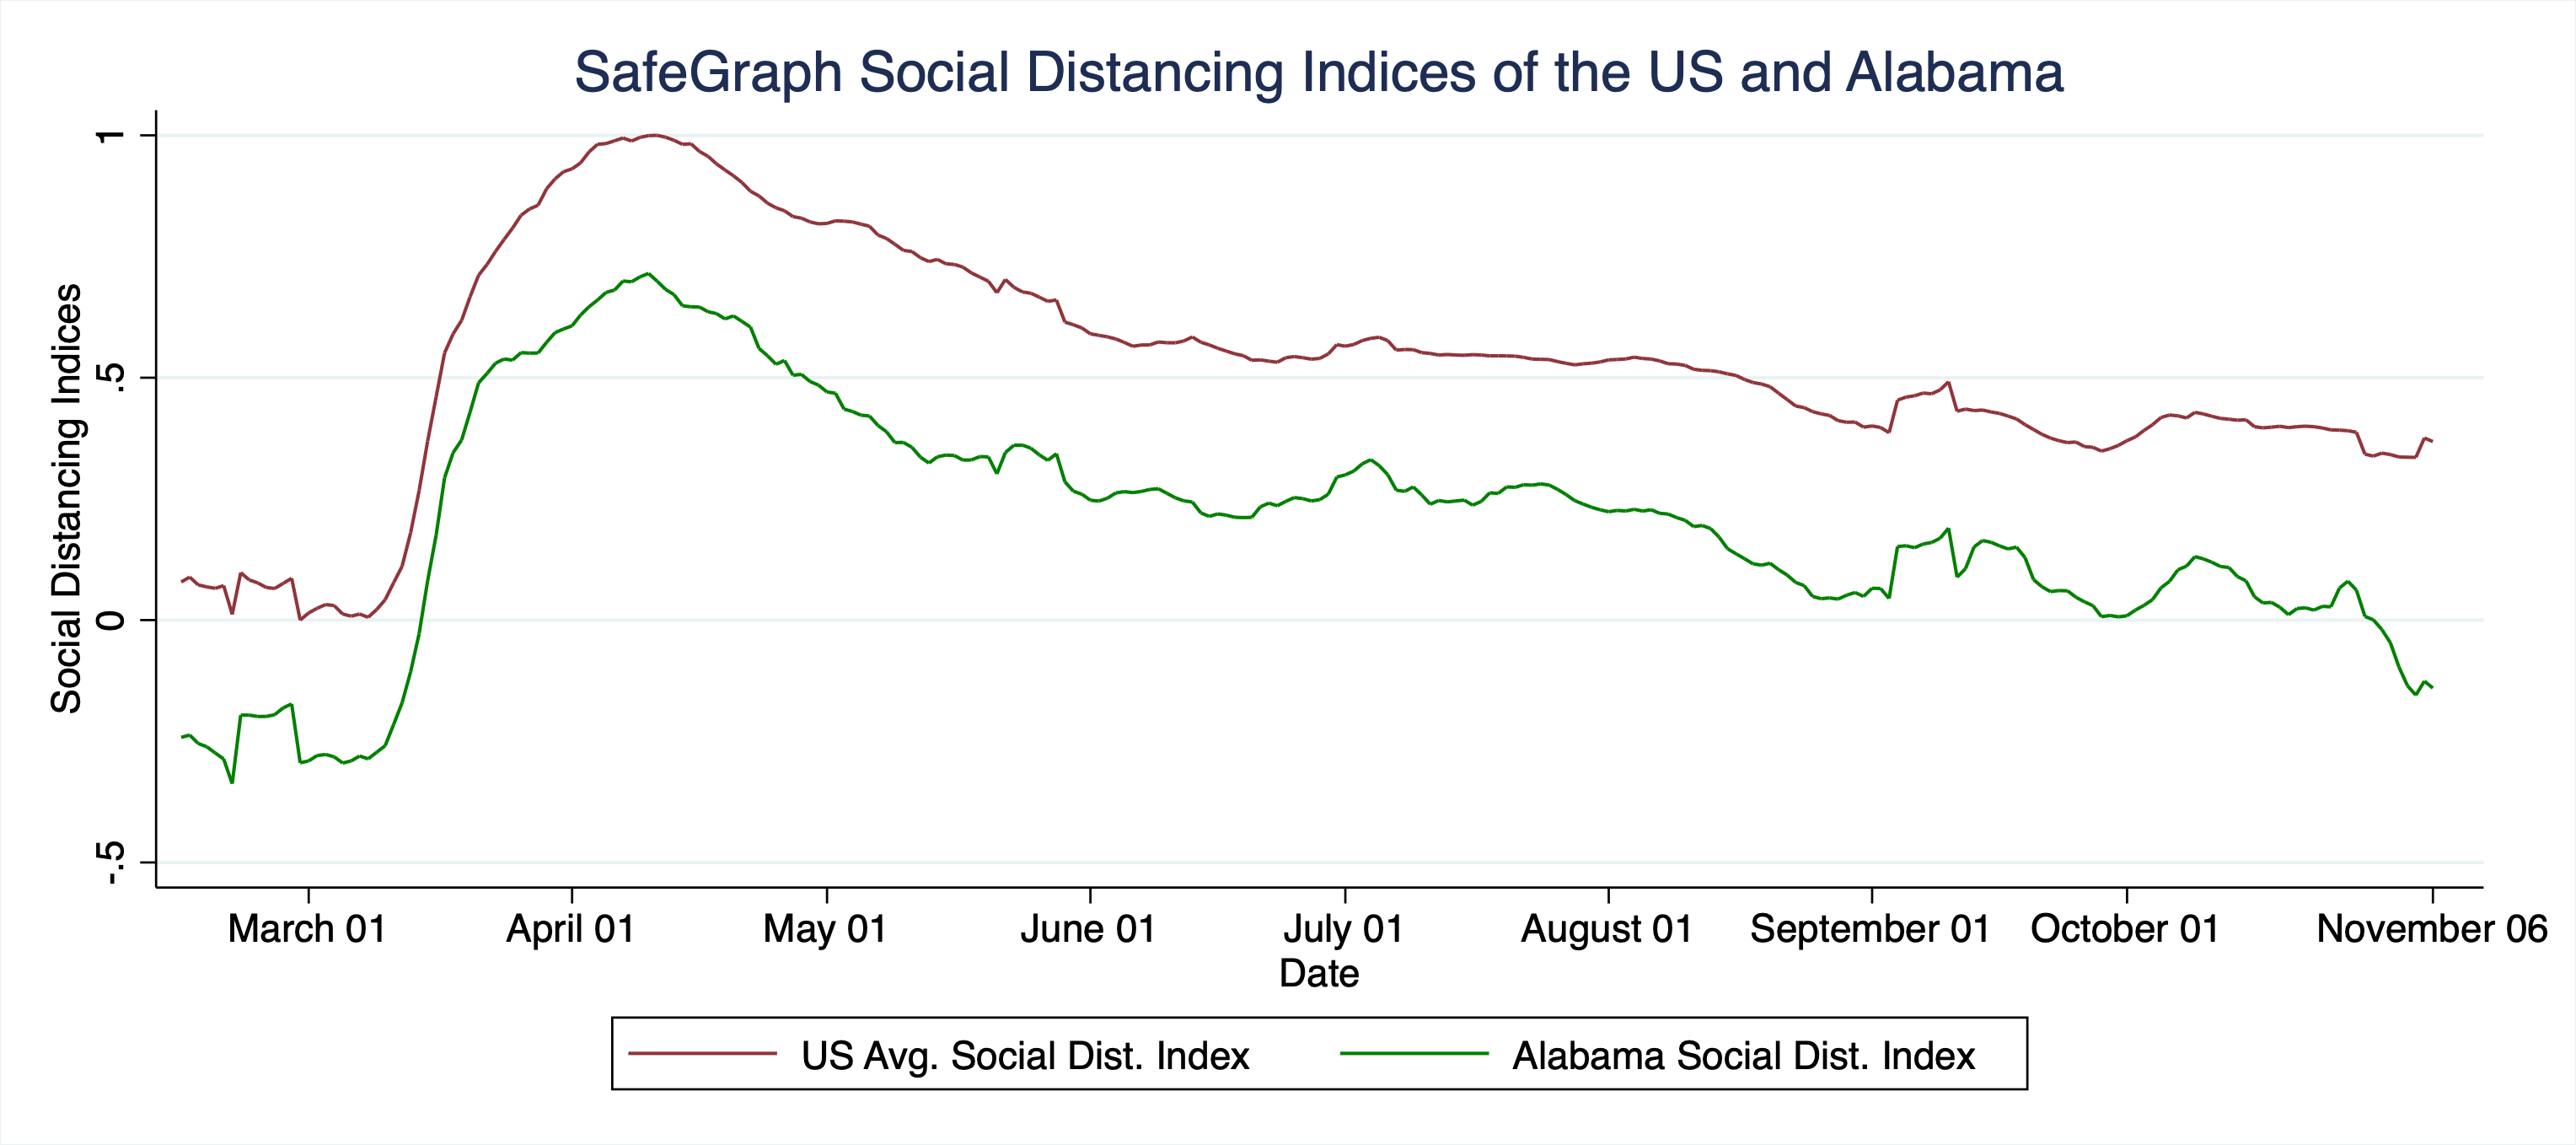 SafeGraph Social Distancing Indices of the US and Alabama
Social Distancing Indices
1
.5
0
-.5
March 01
April 01
May 01
June 01
July 01
August 01
September 01
October 01
November 06
Date
US Avg. Social Dist. Index
Alabama Social Dist. Index